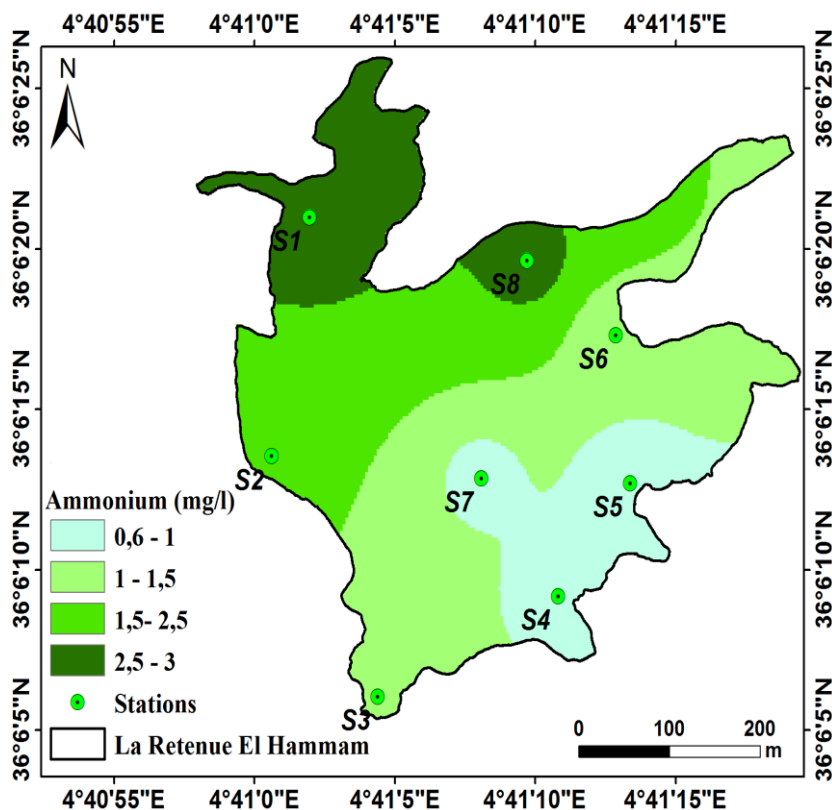 4°40'55"E 4°41'0"E 4°41'5"E 4°41'10"E 4°41'15"E
36°6'25"N 36°6'25"N
N
36°6'20"N 36°6'20"N
S1
S8
S6
36°6'15"N 36°6'15"N
S2
S7
S5
Ammonium (mg/l)
0,6 - 1
36°6'10"N 36°6'10"N
1 - 1,5
S4
1,5- 2,5
2,5 - 3
Stations
S3
36°6'5"N 36°6'5"N
La Retenue El Hammam
0 100 200
m
4°40'55"E 4°41'0"E 4°41'5"E 4°41'10"E 4°41'15"E